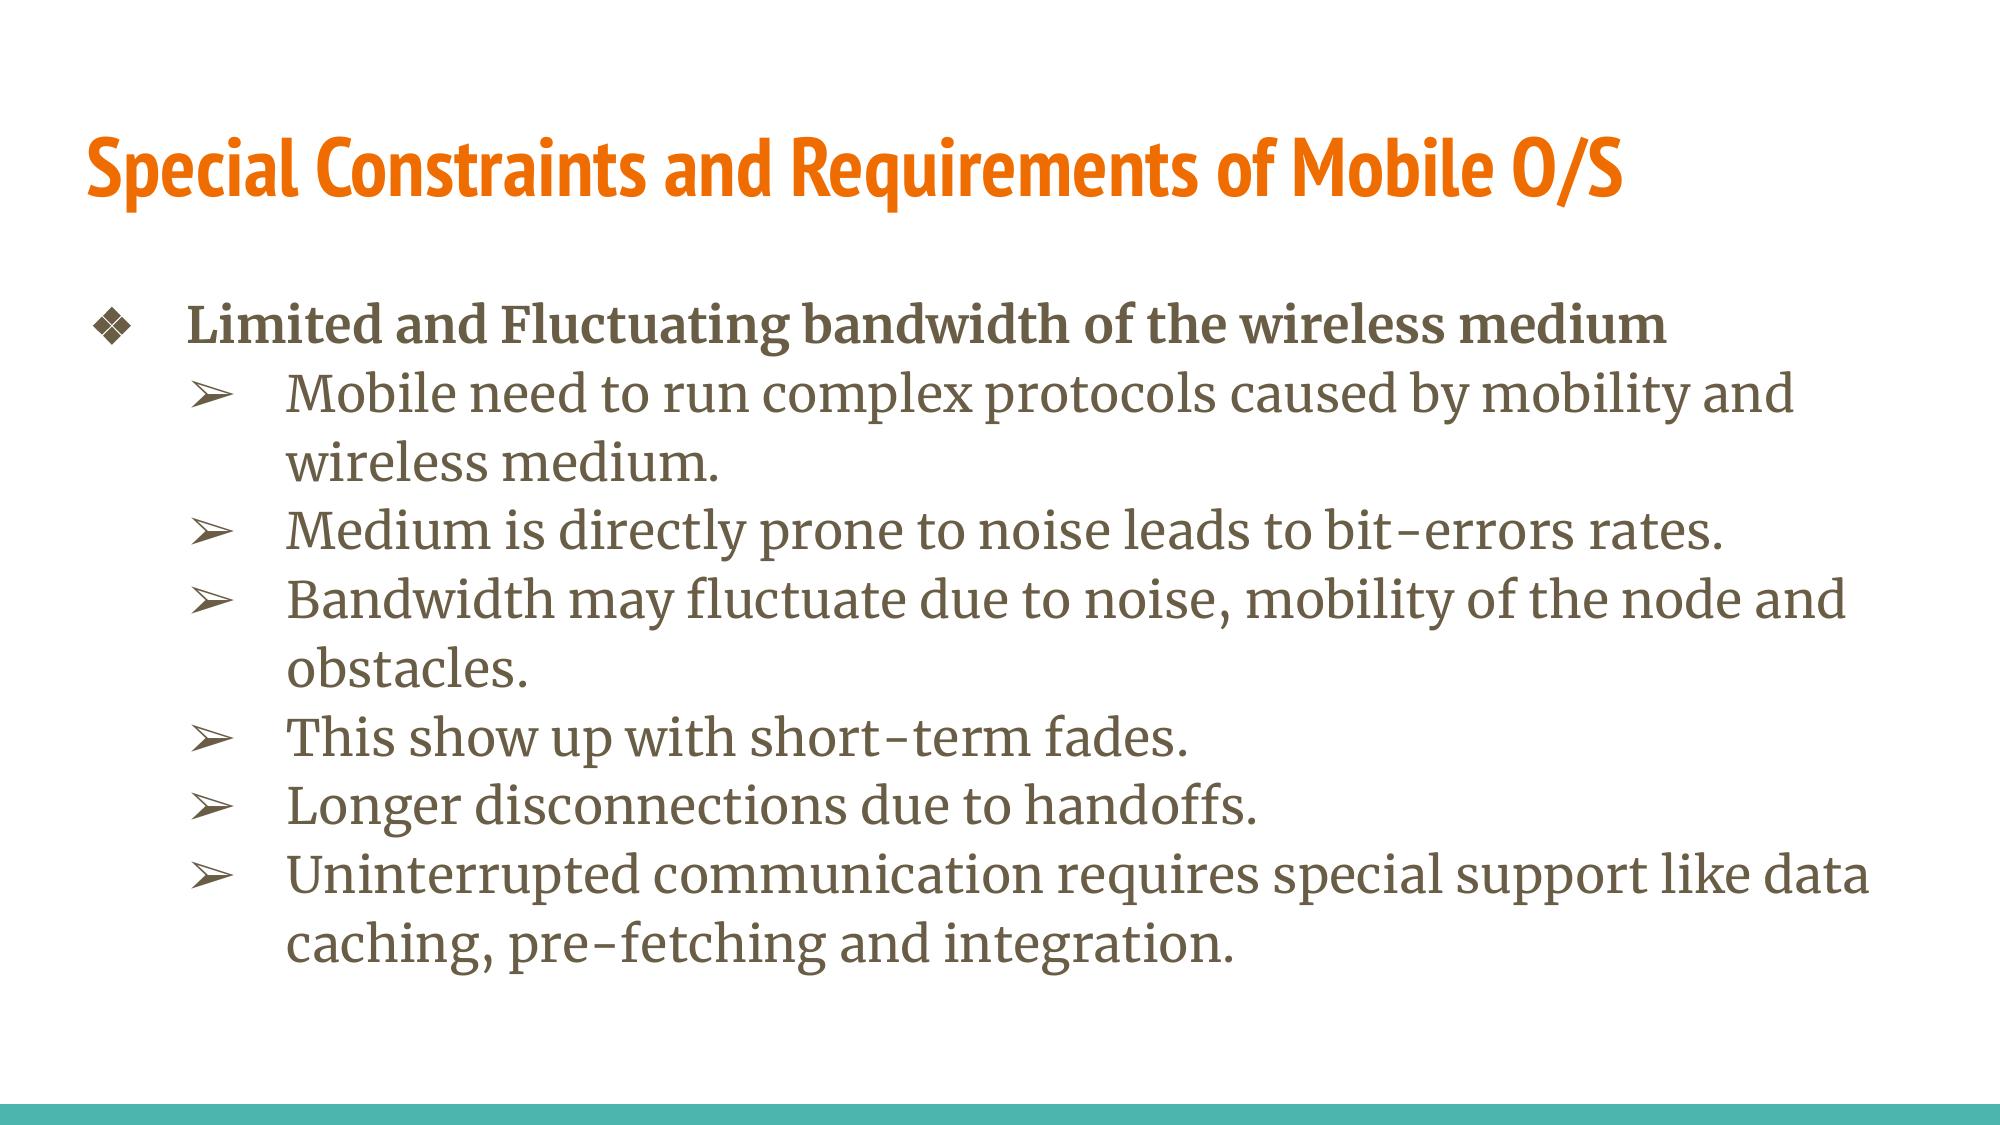 Special Constraints and Requirements of Mobile O/S
❖ Limited and Fluctuating bandwidth of the wireless medium
➢ Mobile need to run complex protocols caused by mobility and
wireless medium.
➢ Medium is directly prone to noise leads to bit-errors rates.
➢ Bandwidth may fluctuate due to noise, mobility of the node and
obstacles.
➢ This show up with short-term fades.
➢ Longer disconnections due to handoffs.
➢ Uninterrupted communication requires special support like data
caching, pre-fetching and integration.